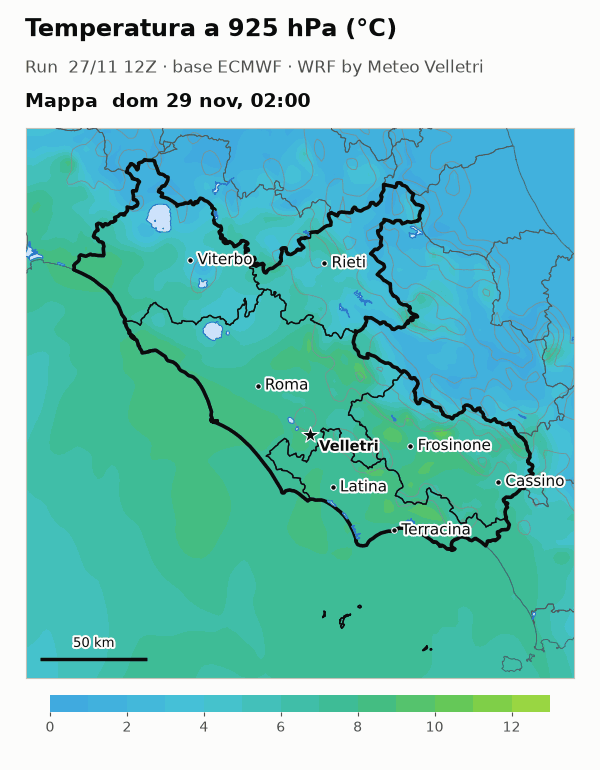 Temperatura a 925 hPa (°C)
Run  27/11 12Z · base ECMWF · WRF by Meteo Velletri
Mappa  dom 29 nov, 02:00
Viterbo
Rieti
Roma
Velletri
Frosinone
Latina
Cassino
Terracina
50 km
0 2 4 6 8 10 12